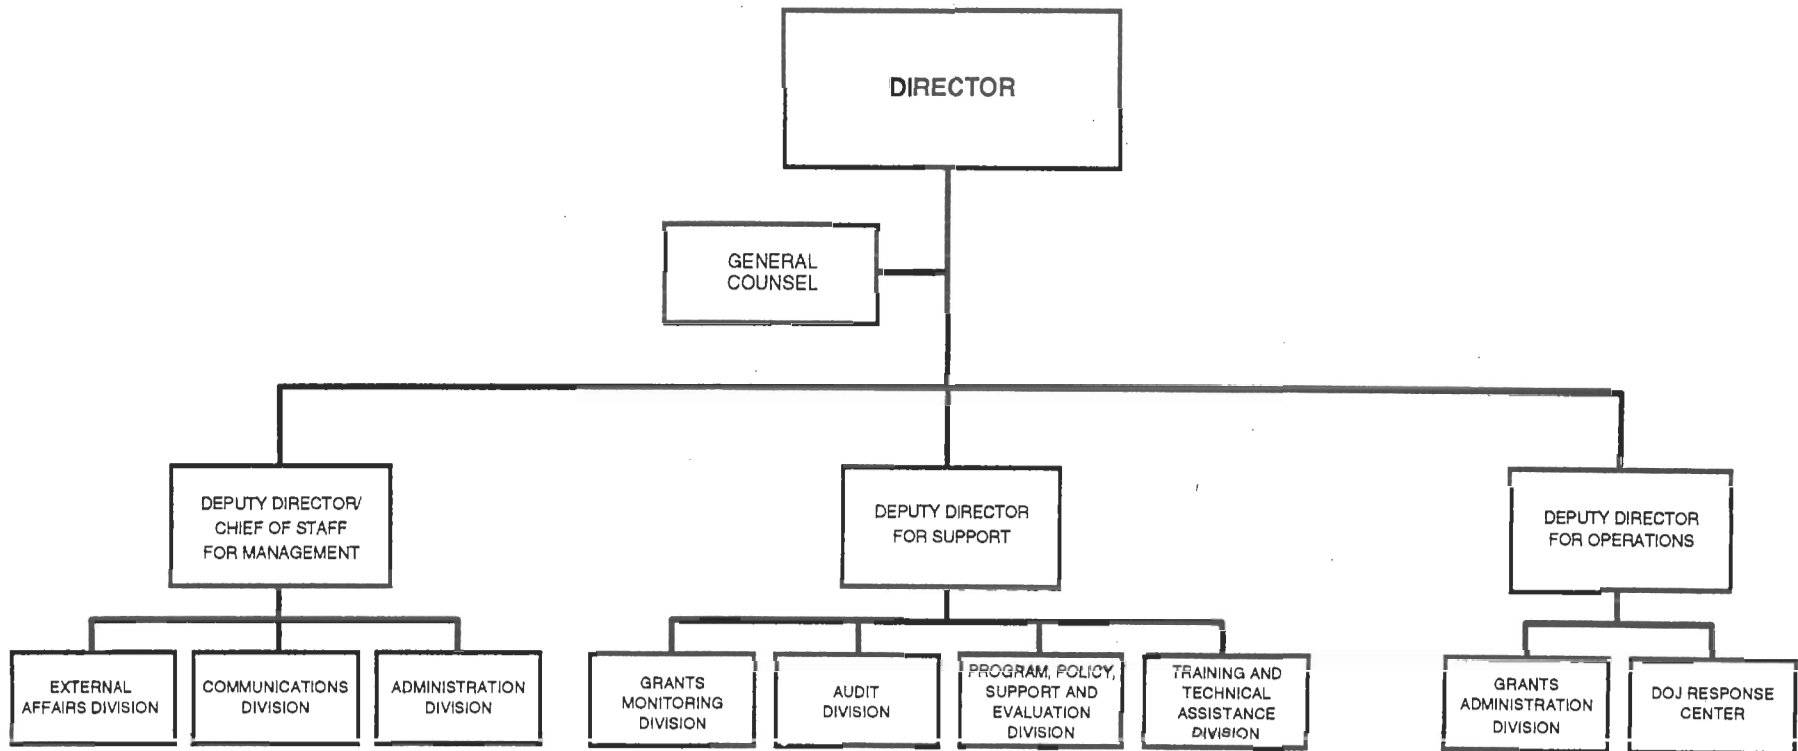 DIRECTOR
GENERAL
COUNSEL
DEPUTY DIRECTOR/
CHIEF OF STAFF
FOR MANAGEMENT
DEPUTY DIRECTOR
FOR SUPPORT
DEPUTY DIRECTOR
FOR OPERATIONS
EXTERNAL
AFFAIRS DIVISION
COMMUNICATIONS
DIVISION
ADMINISTRATION
DIVISION
GRANTS
MONITORING
DIVISION
AUDIT
DIVISION
PROGRAM, POLICY,
SUPPORT AND
EVALUATION
DIVISION
TRAINING AND
TECHNICAL
ASSISTANCE
DIVISION
GRANTS
ADMINISTRATION
DIVISION
DOJ RESPONSE
CENTER